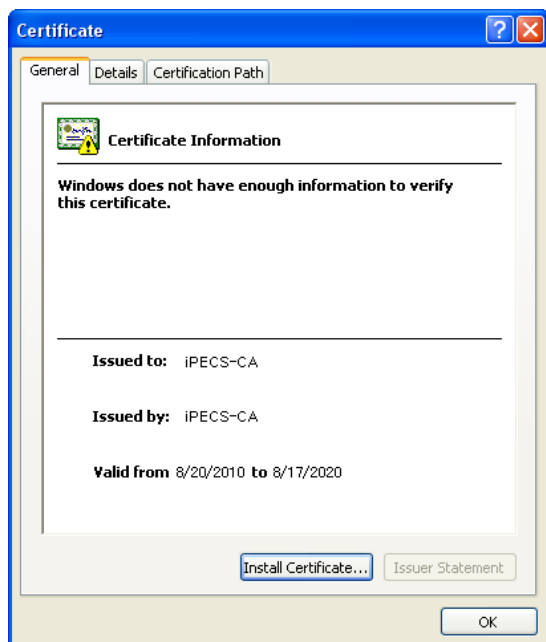 Certificate
General Details Certification Path
Certificate Information
Windows does not have enough information to verify
this certificate.
Issued to: iPECS-CA
Issued by: iPECS-CA
Valid from 8/20/2010 to 8/17/2020
Install Certificate... Issuer Statement
OK